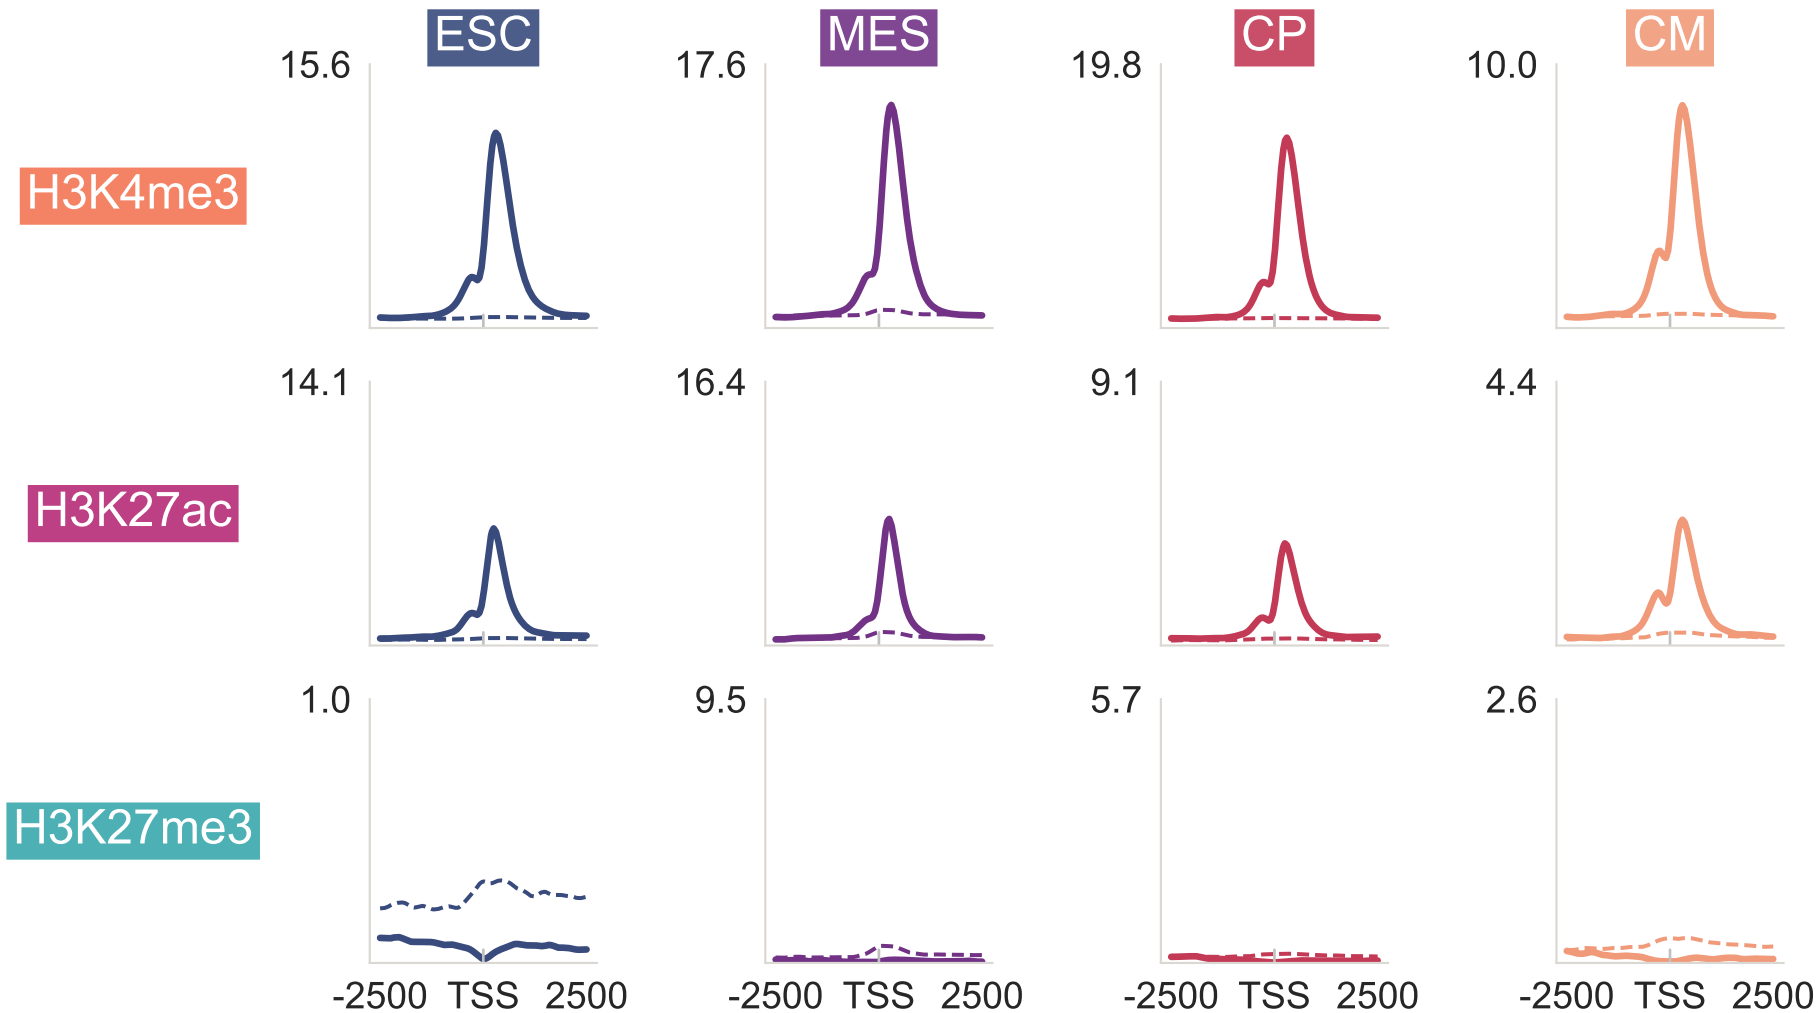 ESC MES CP CM
15.6 17.6 19.8 10.0
H3K4me3
14.1 16.4 9.1 4.4
H3K27ac
1.0 9.5 5.7 2.6
H3K27me3
-2500 TSS 2500 -2500 TSS 2500 -2500 TSS 2500 -2500 TSS 2500